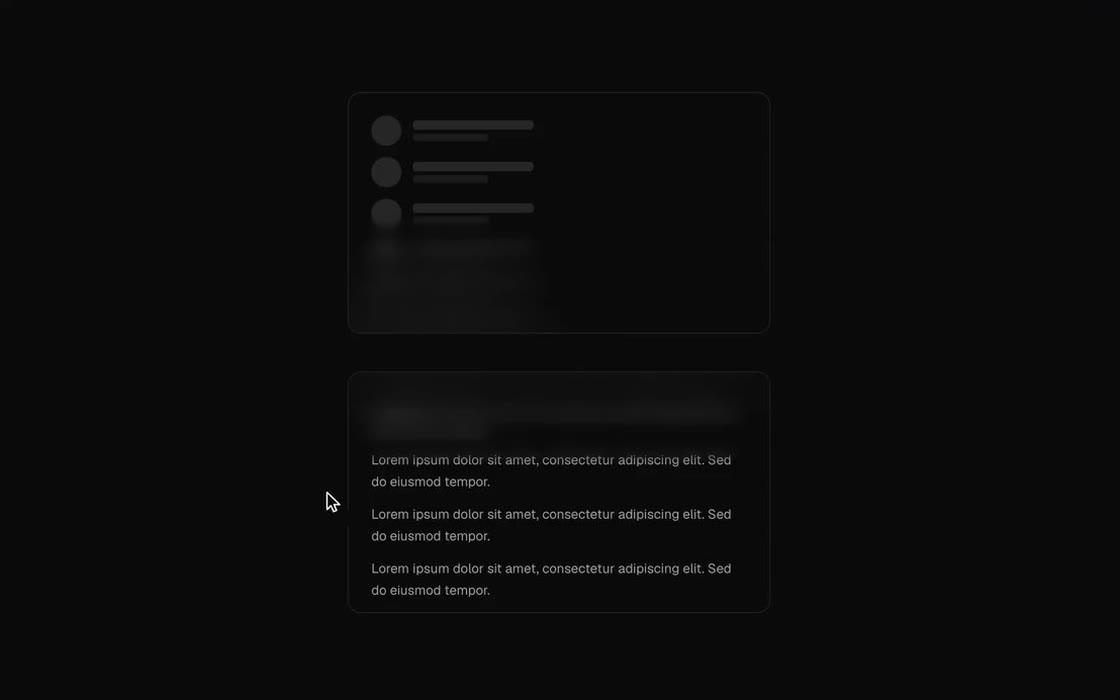 Lorem ipsum dolor sit amet, consectetur adipiscing elit. Sed
do eiusmod tempor.
Lorem ipsum dolor sit amet, consectetur adipiscing elit. Sed
do eiusmod tempor.
Lorem ipsum dolor sit amet, consectetur adipiscing elit. Sed
do eiusmod tempor.